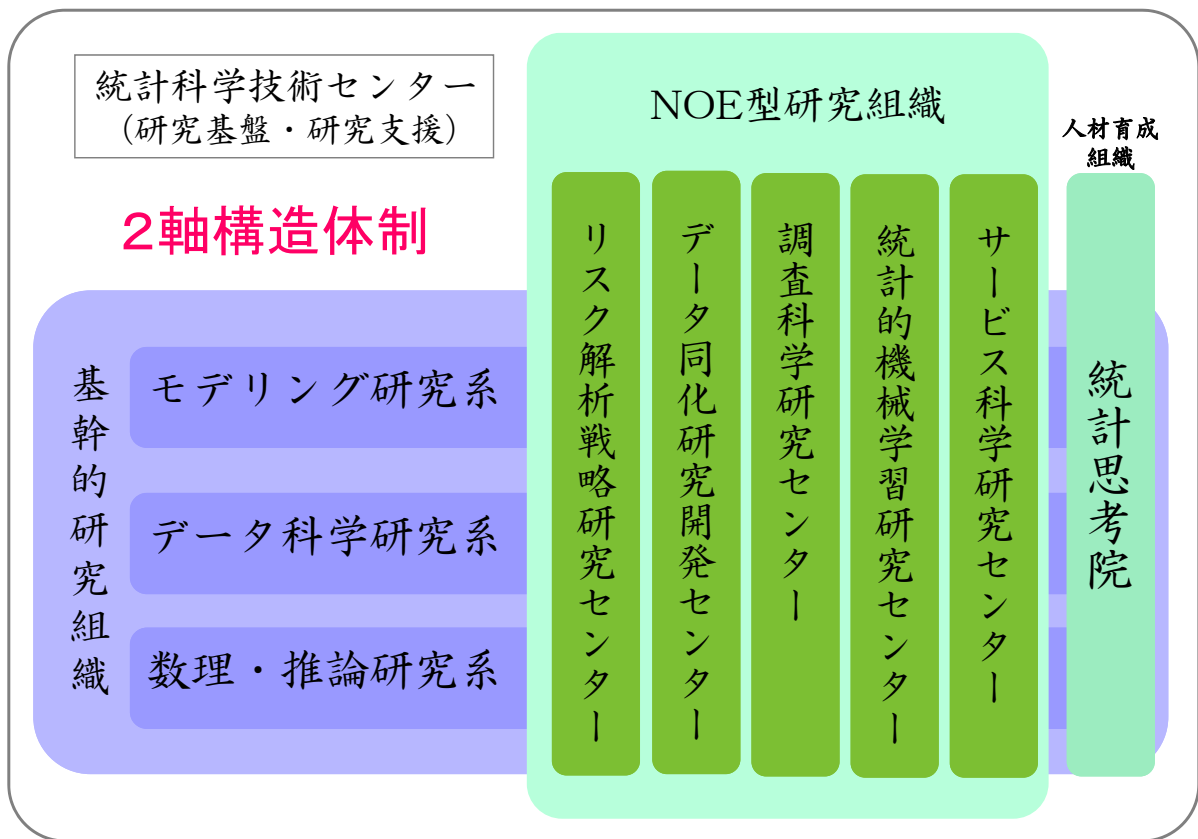 統計科学技術センター
（研究基盤・研究支援）
2軸構造体制
NOE型研究組織
人材育成
組織
リスク解析戦略研究センター
データ同化研究開発センター
調査科学研究センター
統計的機械学習研究センター
サービス科学研究センター
統計思考院
基幹的研究組織
モデリング研究系
データ科学研究系
数理・推論研究系